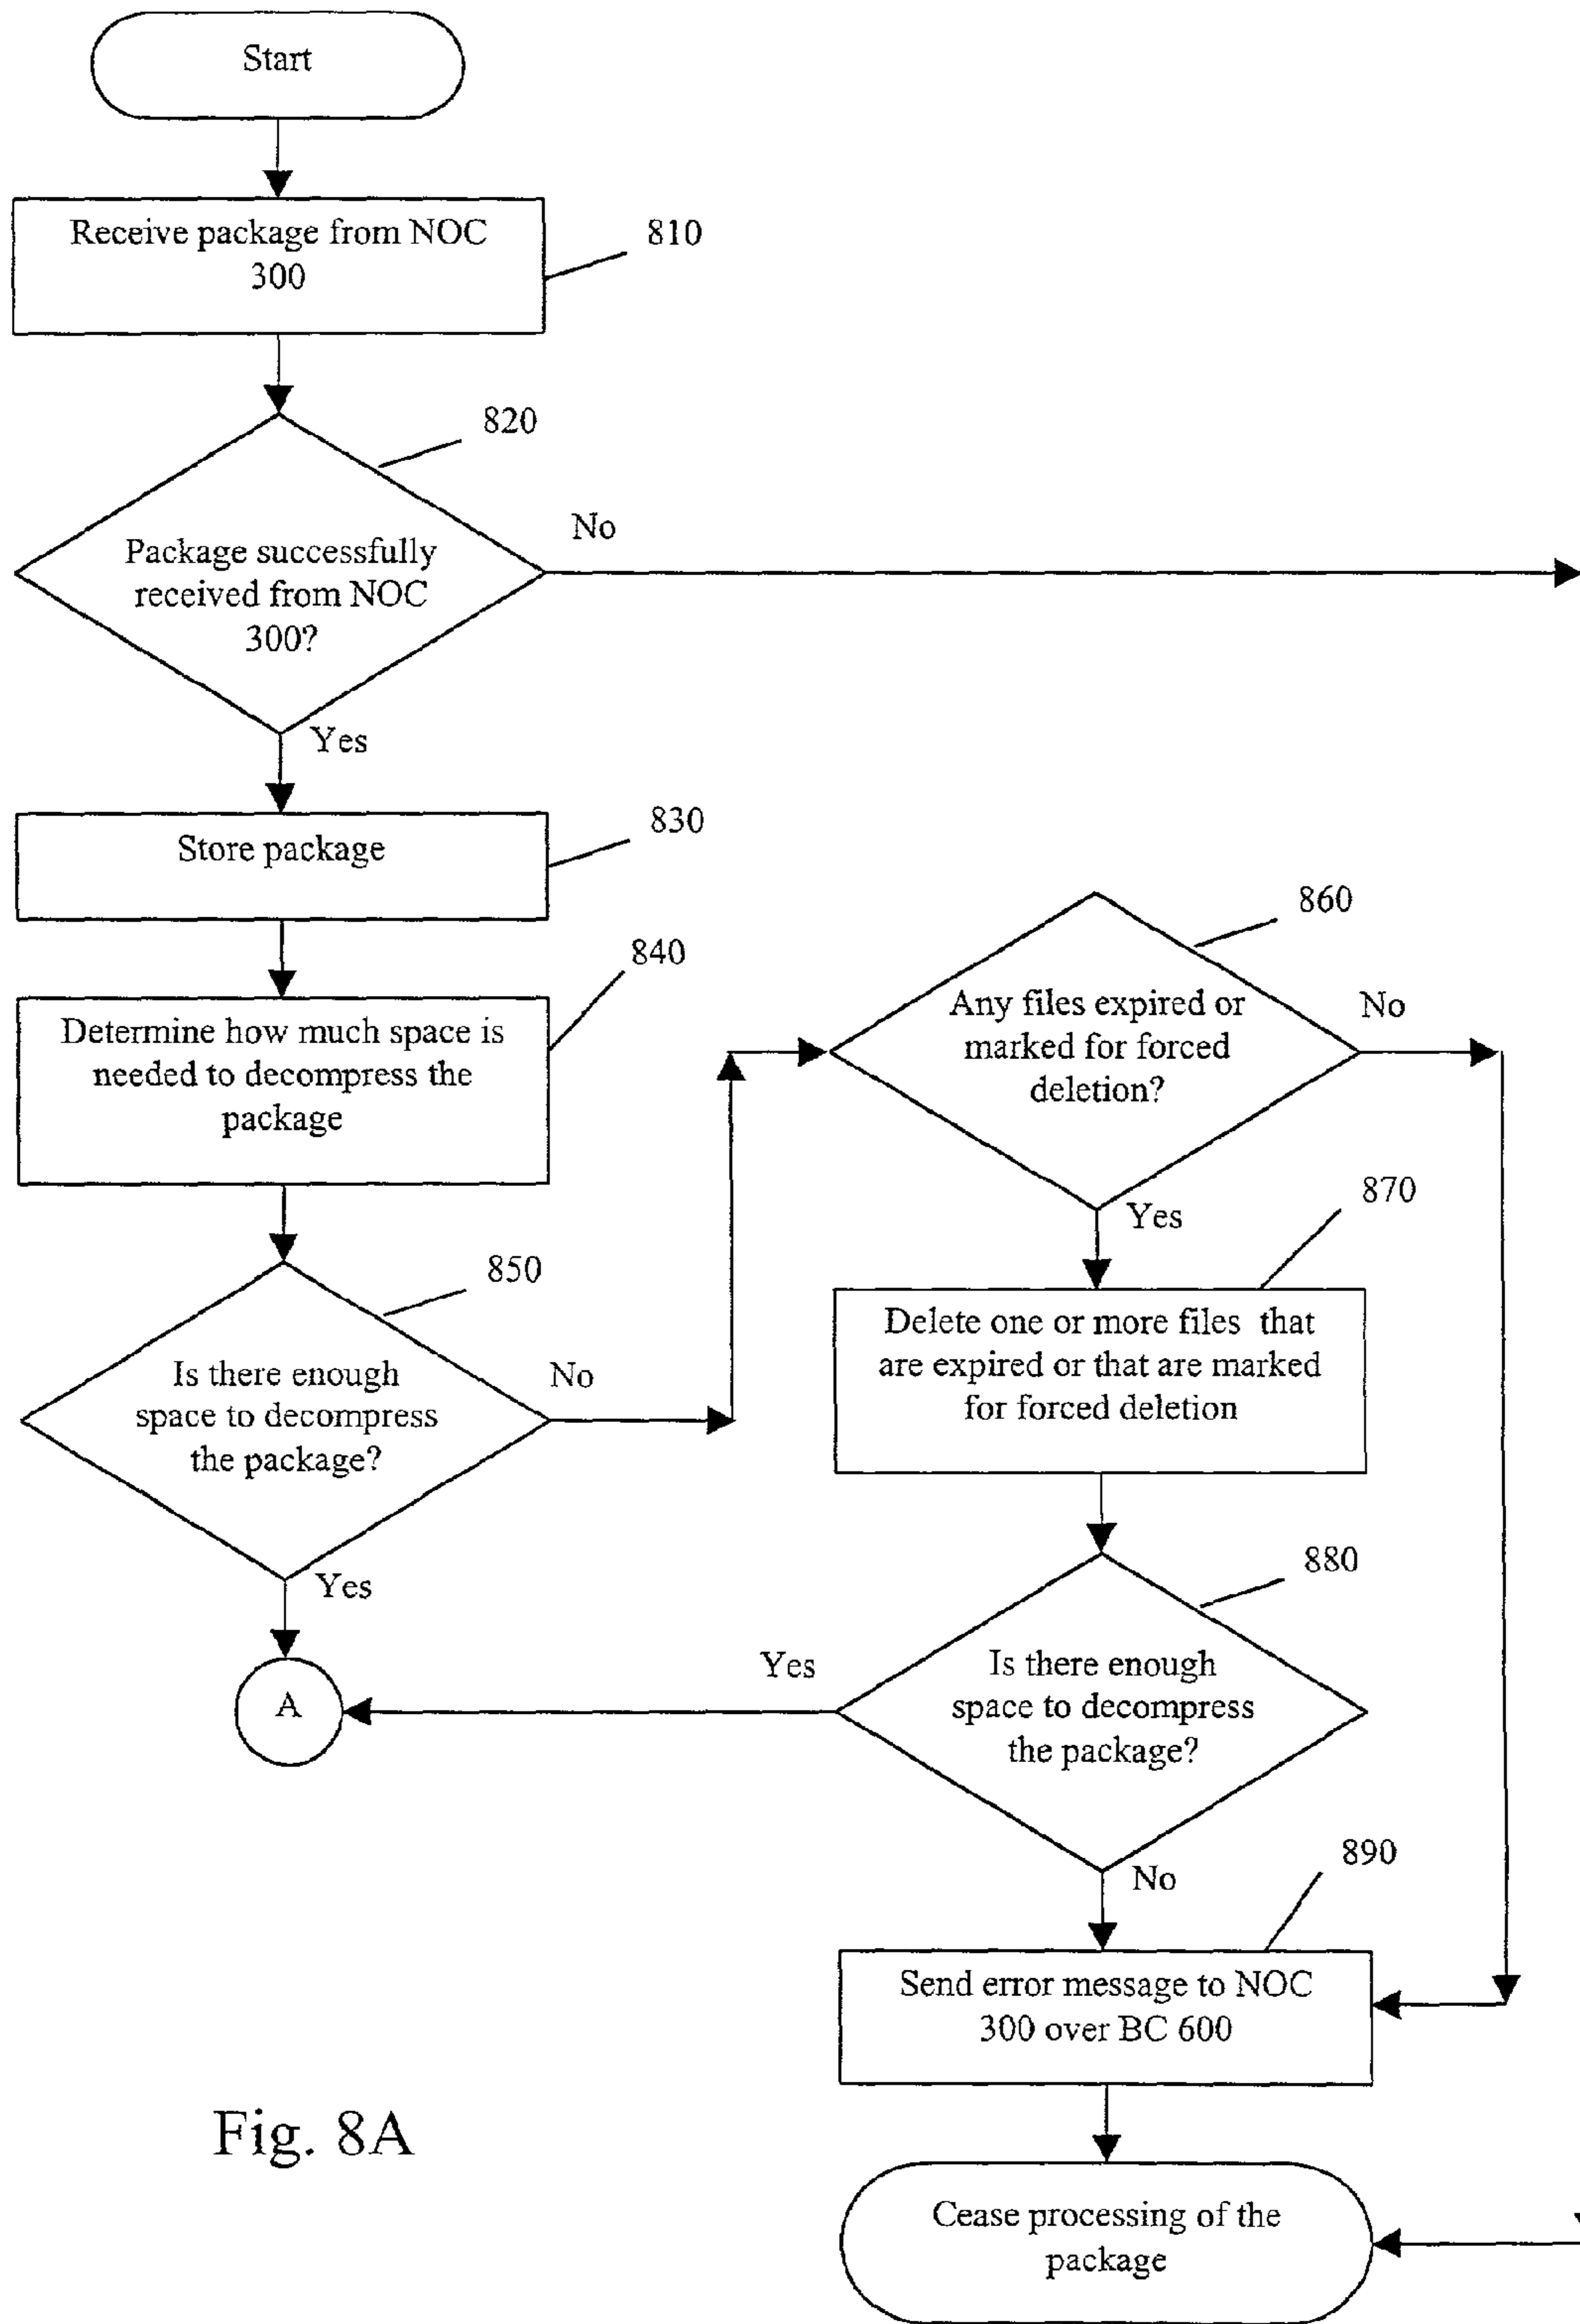 Start
Receive package from NOC
300
810
820
Package successfully
received from NOC
300?
No
Yes
Store package
830
840
Determine how much space is
needed to decompress the
package
850
Is there enough
space to decompress
the package?
No
Yes
A
860
Any files expired or
marked for forced
deletion?
No
Yes
870
Delete one or more files that
are expired or that are marked
for forced deletion
880
Is there enough
space to decompress
the package?
Yes
No
890
Send error message to NOC
300 over BC 600
Cease processing of the
package
Fig. 8A